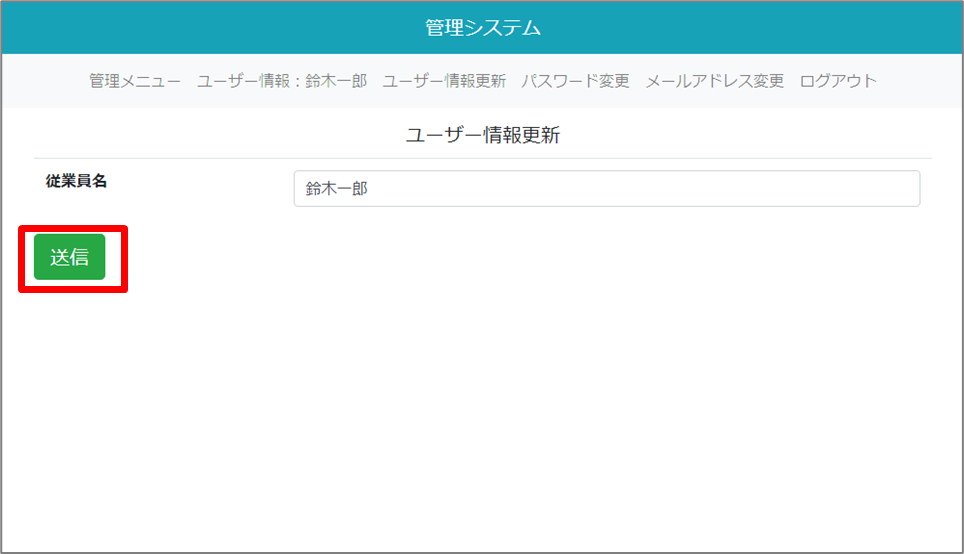 管理システム
管理メニュー ユーザー情報：鈴木一郎 ユーザー情報更新 パスワード変更 メールアドレス変更 ログアウト
ユーザー情報更新
従業員名 鈴木一郎
送信